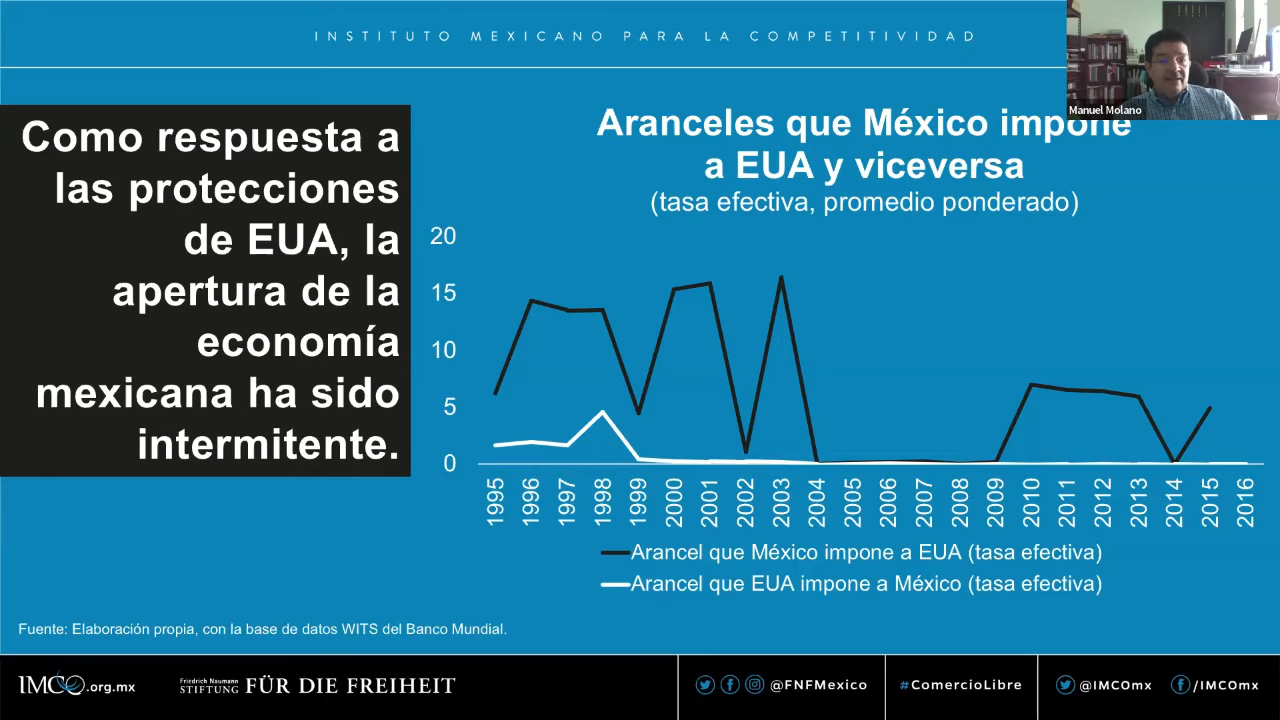 INSTITUTO MEXICANO PARA LA COMPETITIVIDAD
Manuel Molano
Como respuesta a
las protecciones
de EUA, la
apertura de la
economía
mexicana ha sido
intermitente.
Aranceles que México impone
a EUA y viceversa
(tasa efectiva, promedio ponderado)
20
15
10
5
0
1995 1996 1997 1998 1999 2000 2001 2002 2003 2004 2005 2006 2007 2008 2009 2010 2011 2012 2013 2014 2015 2016
Arancel que México impone a EUA (tasa efectiva)
Arancel que EUA impone a México (tasa efectiva)
Fuente: Elaboración propia, con la base de datos WITS del Banco Mundial.
IMCO.org.mx
Friedrich Naumann
STIFTUNG FÜR DIE FREIHEIT
@FNFMexico
#ComercioLibre
@IMCOmx
/IMCOmx